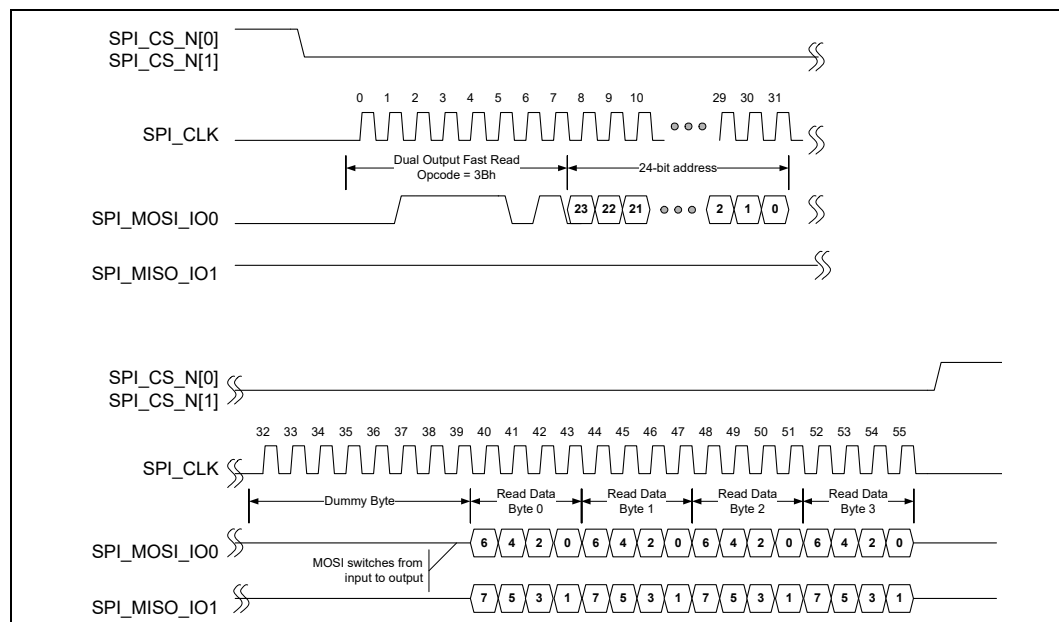 SPI_CS_N[0]
SPI_CS_N[1]
0 1 2 3 4 5 6 7 8 9 10 29 30 31
SPI_CLK
Dual Output Fast Read
Opcode = 3Bh
24-bit address
SPI_MOSI_IO0
23 22 21 2 1 0
SPI_MISO_IO1
SPI_CS_N[0]
SPI_CS_N[1]
32 33 34 35 36 37 38 39 40 41 42 43 44 45 46 47 48 49 50 51 52 53 54 55
SPI_CLK
Dummy Byte
Read Data
Byte 0
Read Data
Byte 1
Read Data
Byte 2
Read Data
Byte 3
SPI_MOSI_IO0
6 4 2 0 6 4 2 0 6 4 2 0 6 4 2 0
MOSI switches from
input to output
SPI_MISO_IO1
7 5 3 1 7 5 3 1 7 5 3 1 7 5 3 1